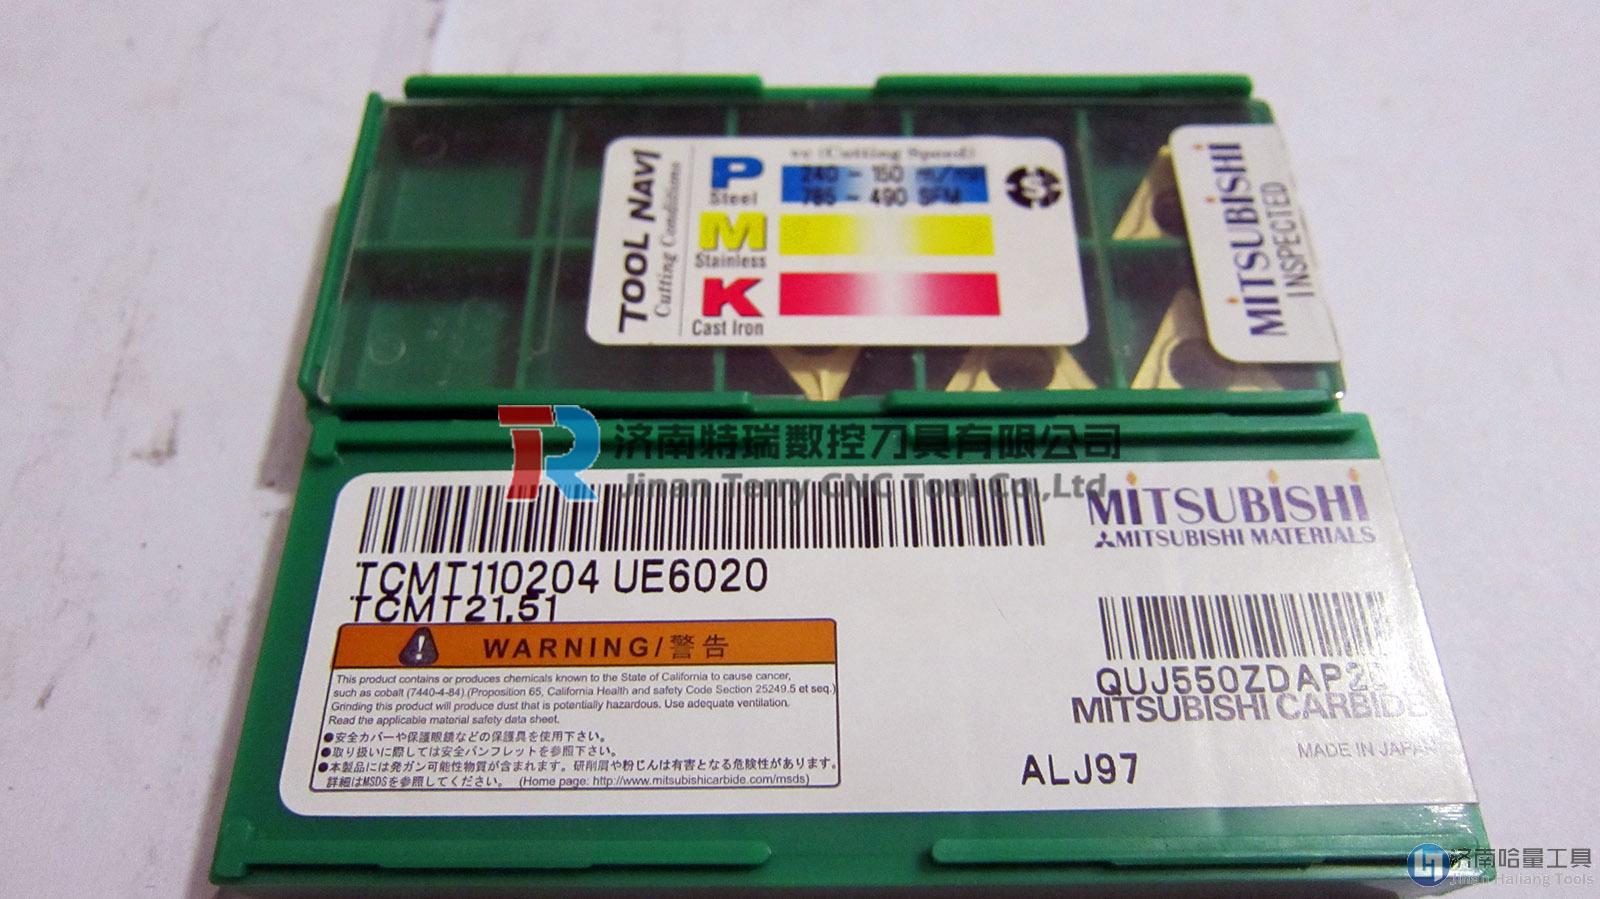 TOOL NAVI
Cutting Conditions
vc (Cutting Speed)
P
Steel
240 - 150
785 - 490 SFM
M
Stainless
K
Cast Iron
S
MITSUBISHI
INSPECTED
TR
济南特瑞数控刀具有限公司
Jinan Terry CNC Tool Co.,Ltd
MITSUBISHI
MITSUBISHI MATERIALS
TCMT110204 UE6020
TCMT21.51
WARNING/警告
This product contains or produces chemicals known to the State of California to cause cancer,
such as cobalt (7440-4-84).(Proposition 65, California Health and safety Code Section 25249.5 et seq.)
Grinding this product will produce dust that is potentially hazardous. Use adequate ventilation.
Read the applicable material safety data sheet.
●安全カバーや保護眼鏡などの保護具を使用下さい。
●取り扱いに際しては安全パンフレットを参照下さい。
●本製品には発ガン可能性物質が含まれます。研削屑や粉じんは有害となる危険性があります。
詳細はMSDSを参照してください。 (Home page: http://www.mitsubishicarbide.com/msds)
QUJ550ZDAP2
MITSUBISHI CARBIDE
MADE IN JAPAN
ALJ97
济南哈量工具
Jinan Haliang Tools